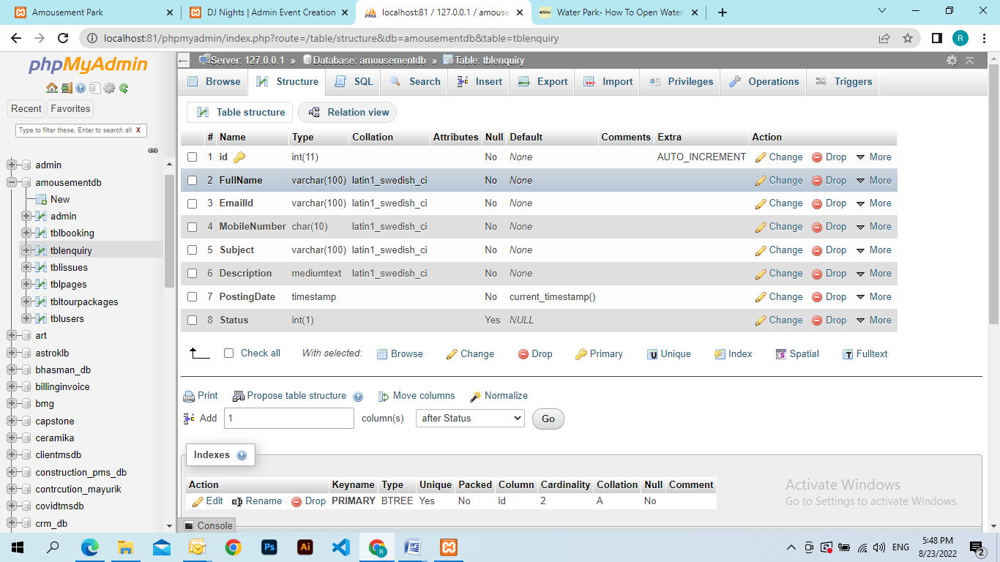 Amousement Park
DJ Nights | Admin Event Creation
localhost:81 / 127.0.0.1 / amouse
Water Park- How To Open Water
localhost:81/phpmyadmin/index.php?route=/table/structure&db=amousementdb&table=tblenquiry
R
phpMyAdmin
Recent Favorites
Type to filter these, Enter to search all X
admin
amousementdb
New
admin
tblbooking
tblenquiry
tblissues
tblpages
tbltourpackages
tblusers
art
astroklb
bhasman_db
billinginvoice
bmg
capstone
ceramika
clientmsdb
construction_pms_db
contrcution_mayurik
covidtmsdb
crm_db
Server: 127.0.0.1 » Database: amousementdb » Table: tblenquiry
Browse Structure SQL Search Insert Export Import Privileges Operations Triggers
Table structure Relation view
# Name Type Collation Attributes Null Default Comments Extra Action
1 id int(11) No None AUTO_INCREMENT Change Drop More
2 FullName varchar(100) latin1_swedish_ci No None Change Drop More
3 EmailId varchar(100) latin1_swedish_ci No None Change Drop More
4 MobileNumber char(10) latin1_swedish_ci No None Change Drop More
5 Subject varchar(100) latin1_swedish_ci No None Change Drop More
6 Description mediumtext latin1_swedish_ci No None Change Drop More
7 PostingDate timestamp No current_timestamp() Change Drop More
8 Status int(1) Yes NULL Change Drop More
Check all With selected: Browse Change Drop Primary Unique Index Spatial Fulltext
Print Propose table structure Move columns Normalize
Add 1 column(s) after Status Go
Indexes
Action Keyname Type Unique Packed Column Cardinality Collation Null Comment
Edit Rename Drop PRIMARY BTREE Yes No id 2 A No
Console
Activate Windows
Go to Settings to activate Windows.
ENG
5:48 PM
8/23/2022
2